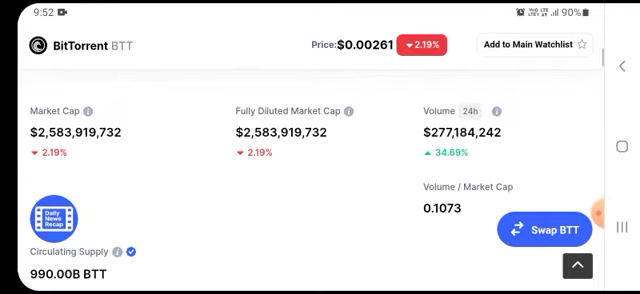 9:52
90%
BitTorrent BTT
Price:$0.00261 2.19%
Add to Main Watchlist
Market Cap
$2,583,919,732
2.19%
Fully Diluted Market Cap
$2,583,919,732
2.19%
Volume 24h
$277,184,242
34.69%
Volume / Market Cap
0.1073
Daily
News
Recap
Swap BTT
Circulating Supply
990.00B BTT